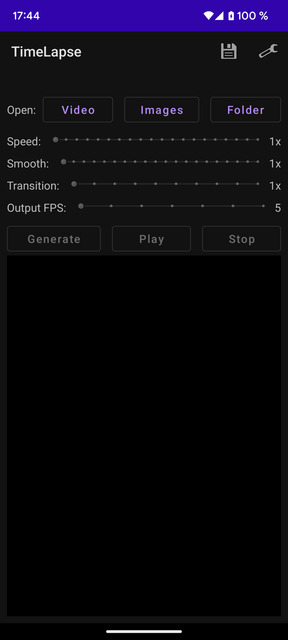 17:44 100 %
TimeLapse
Open: Video Images Folder
Speed: 1x
Smooth: 1x
Transition: 1x
Output FPS: 5
Generate Play Stop